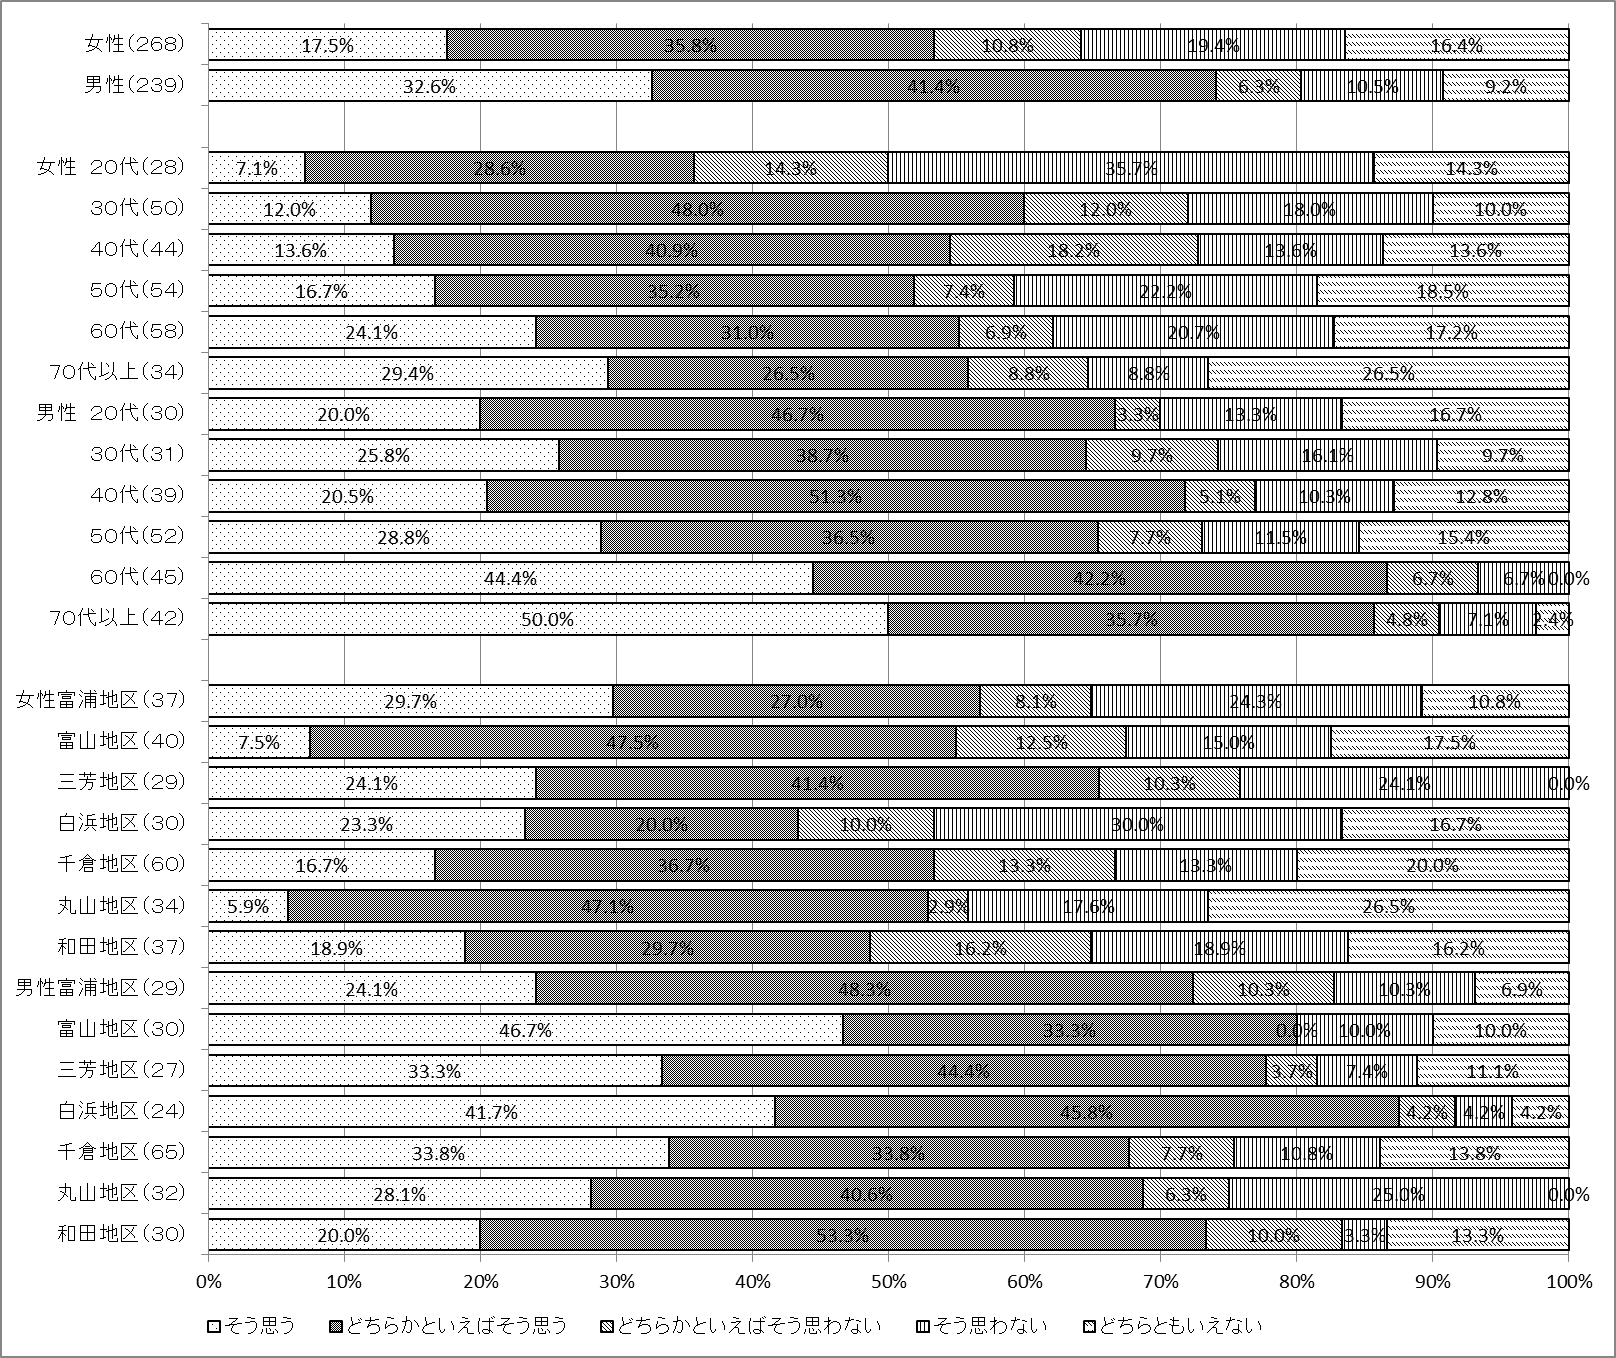 女性(268) 17.5% 35.8% 10.8% 19.4% 16.4%
男性(239) 32.6% 41.4% 6.3% 10.5% 9.2%
女性 20代(28) 7.1% 28.6% 14.3% 35.7% 14.3%
30代(50) 12.0% 48.0% 12.0% 18.0% 10.0%
40代(44) 13.6% 40.9% 18.2% 13.6% 13.6%
50代(54) 16.7% 35.2% 7.4% 22.2% 18.5%
60代(58) 24.1% 31.0% 6.9% 20.7% 17.2%
70代以上(34) 29.4% 26.5% 8.8% 8.8% 26.5%
男性 20代(30) 20.0% 46.7% 3.3% 13.3% 16.7%
30代(31) 25.8% 38.7% 9.7% 16.1% 9.7%
40代(39) 20.5% 51.3% 5.1% 10.3% 12.8%
50代(52) 28.8% 36.5% 7.7% 11.5% 15.4%
60代(45) 44.4% 42.2% 6.7% 6.7% 0.0%
70代以上(42) 50.0% 35.7% 4.8% 7.1% 2.4%
女性富浦地区(37) 29.7% 27.0% 8.1% 24.3% 10.8%
富山地区(40) 7.5% 47.5% 12.5% 15.0% 17.5%
三芳地区(29) 24.1% 41.4% 10.3% 24.1% 0.0%
白浜地区(30) 23.3% 20.0% 10.0% 30.0% 16.7%
千倉地区(60) 16.7% 36.7% 13.3% 13.3% 20.0%
丸山地区(34) 5.9% 47.1% 2.9% 17.6% 26.5%
和田地区(37) 18.9% 29.7% 16.2% 18.9% 16.2%
男性富浦地区(29) 24.1% 48.3% 10.3% 10.3% 6.9%
富山地区(30) 46.7% 33.3% 0.0% 10.0% 10.0%
三芳地区(27) 33.3% 44.4% 3.7% 7.4% 11.1%
白浜地区(24) 41.7% 45.8% 4.2% 4.2% 4.2%
千倉地区(65) 33.8% 33.8% 7.7% 10.8% 13.8%
丸山地区(32) 28.1% 40.6% 6.3% 25.0% 0.0%
和田地区(30) 20.0% 53.3% 10.0% 3.3% 13.3%
0% 10% 20% 30% 40% 50% 60% 70% 80% 90% 100%
そう思う どちらかといえばそう思う どちらかといえばそう思わない そう思わない どちらともいえない